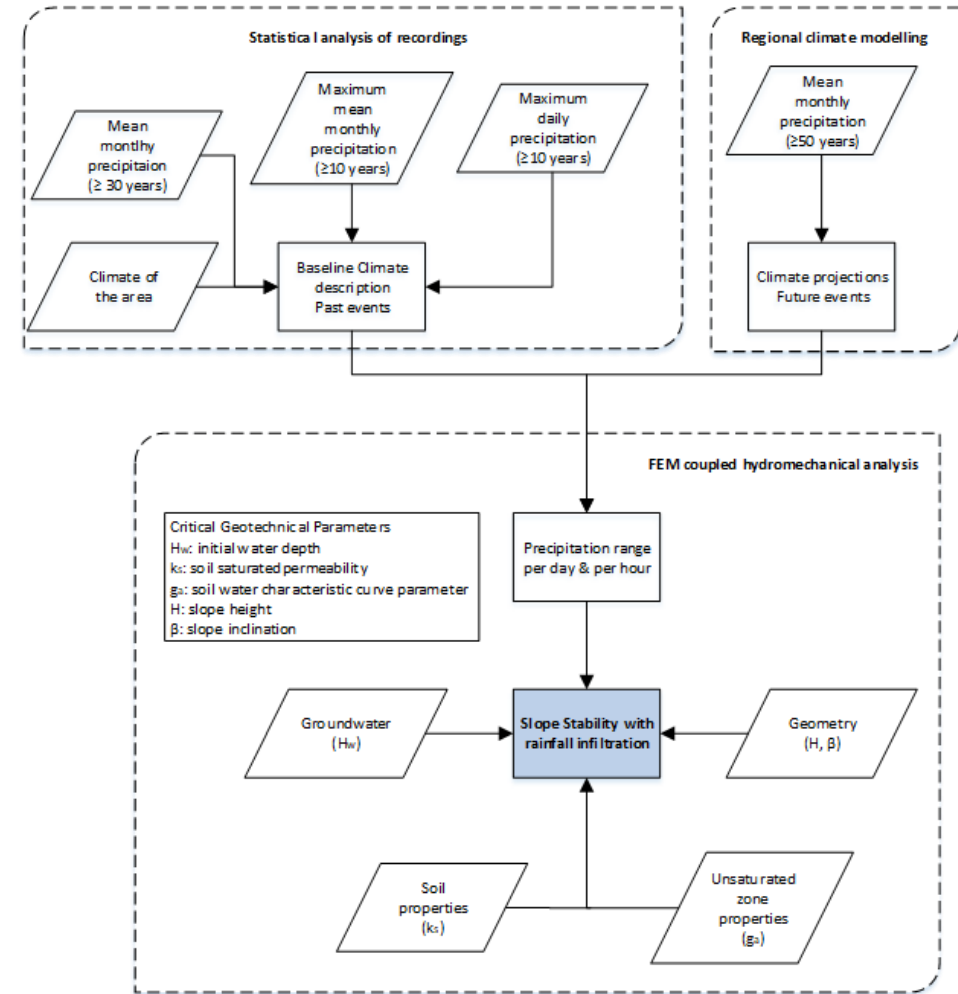 Statistical analysis of recordings
Mean
montlhy
precipitaion
(≥ 30 years)
Maximum
mean
monthly
precipitation
(≥10 years)
Maximum
daily
precipitation
(≥10 years)
Climate of
the area
Baseline Climate
description
Past events
Regional climate modelling
Mean
monthly
precipitation
(≥50 years)
Climate projections
Future events
FEM coupled hydromechanical analysis
Critical Geotechnical Parameters
Hw: initial water depth
ks: soil saturated permeability
ga: soil water characteristic curve parameter
H: slope height
β: slope inclination
Precipitation range
per day & per hour
Groundwater
(Hw)
Slope Stability with
rainfall infiltration
Geometry
(H, β)
Soil
properties
(ks)
Unsaturated
zone
properties
(ga)